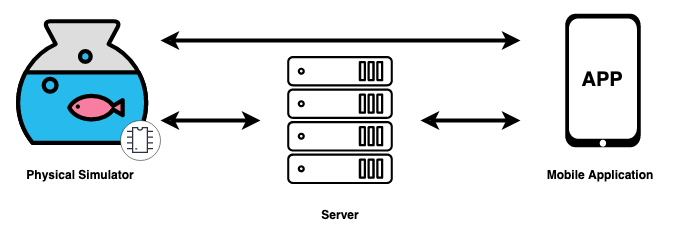 APP
Physical Simulator
Mobile Application
Server